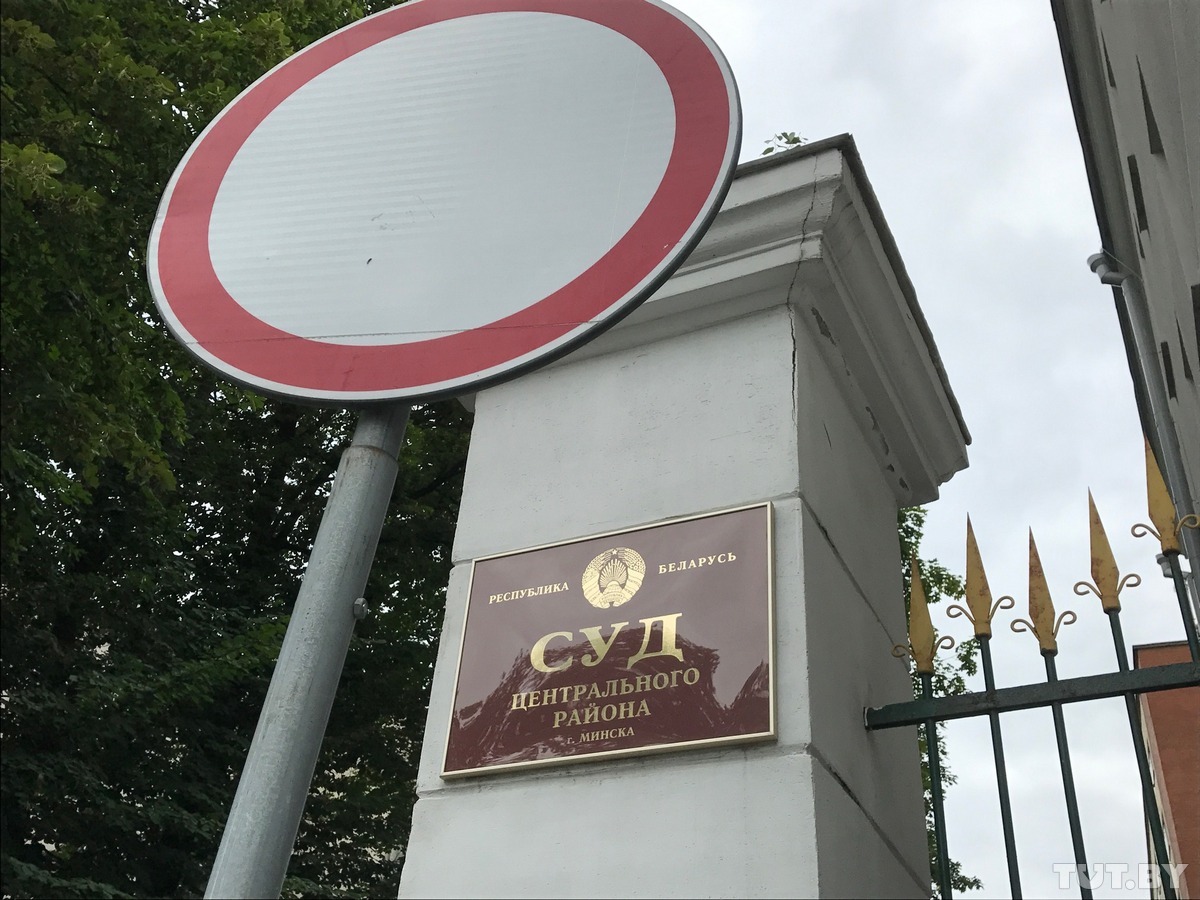 РЕСПУБЛИКА БЕЛАРУСЬ
СУД
ЦЕНТРАЛЬНОГО
РАЙОНА
г. МИНСКА
TUT.BY